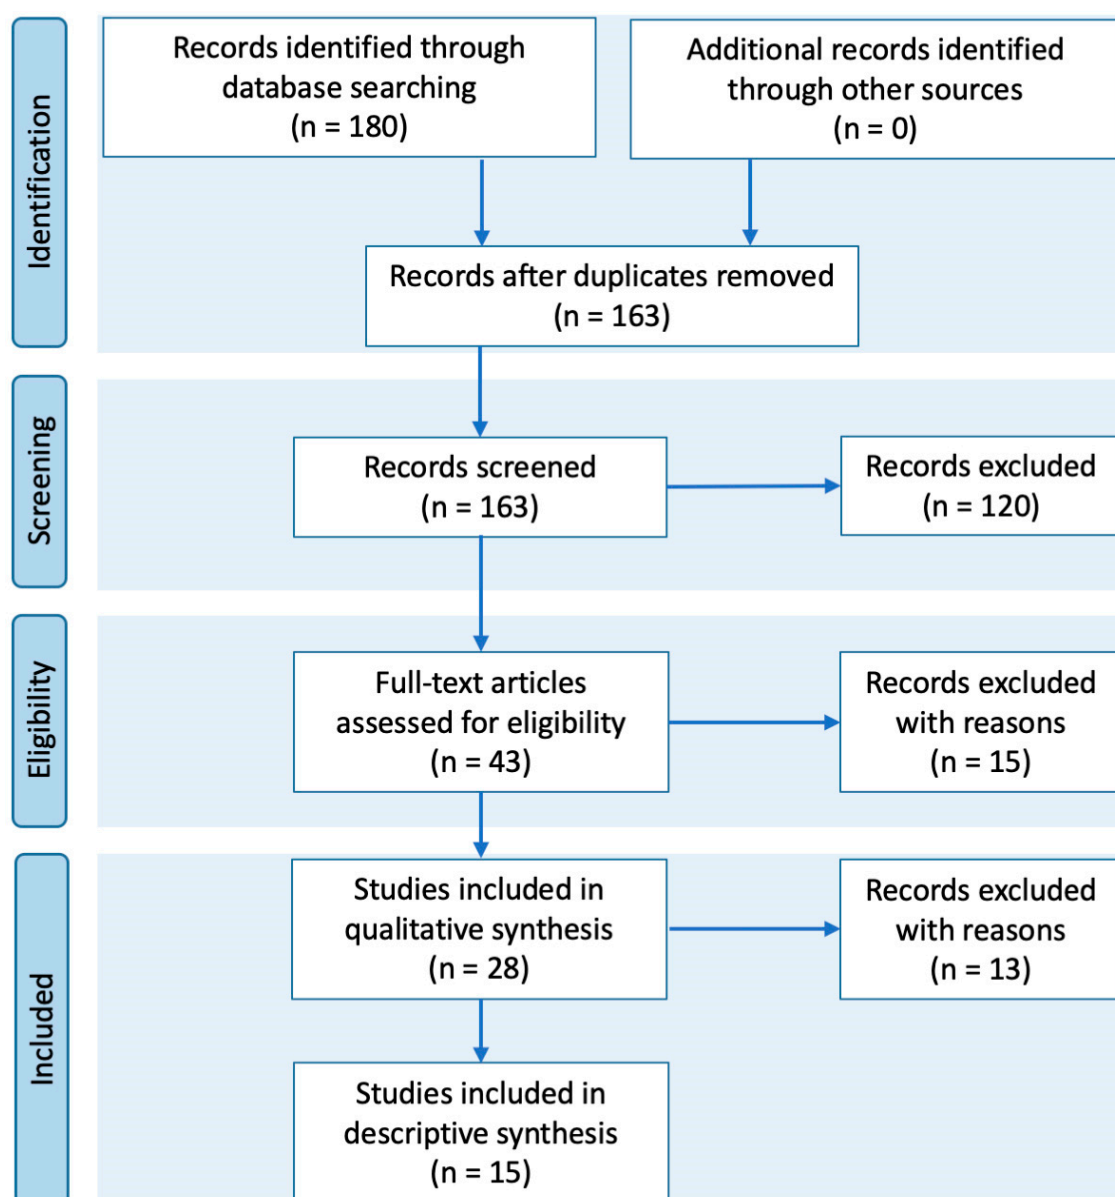 Identification
Records identified through
database searching
(n = 180)
Additional records identified
through other sources
(n = 0)
Records after duplicates removed
(n = 163)
Screening
Records screened
(n = 163)
Records excluded
(n = 120)
Eligibility
Full-text articles
assessed for eligibility
(n = 43)
Records excluded
with reasons
(n = 15)
Included
Studies included in
qualitative synthesis
(n = 28)
Records excluded
with reasons
(n = 13)
Studies included in
descriptive synthesis
(n = 15)